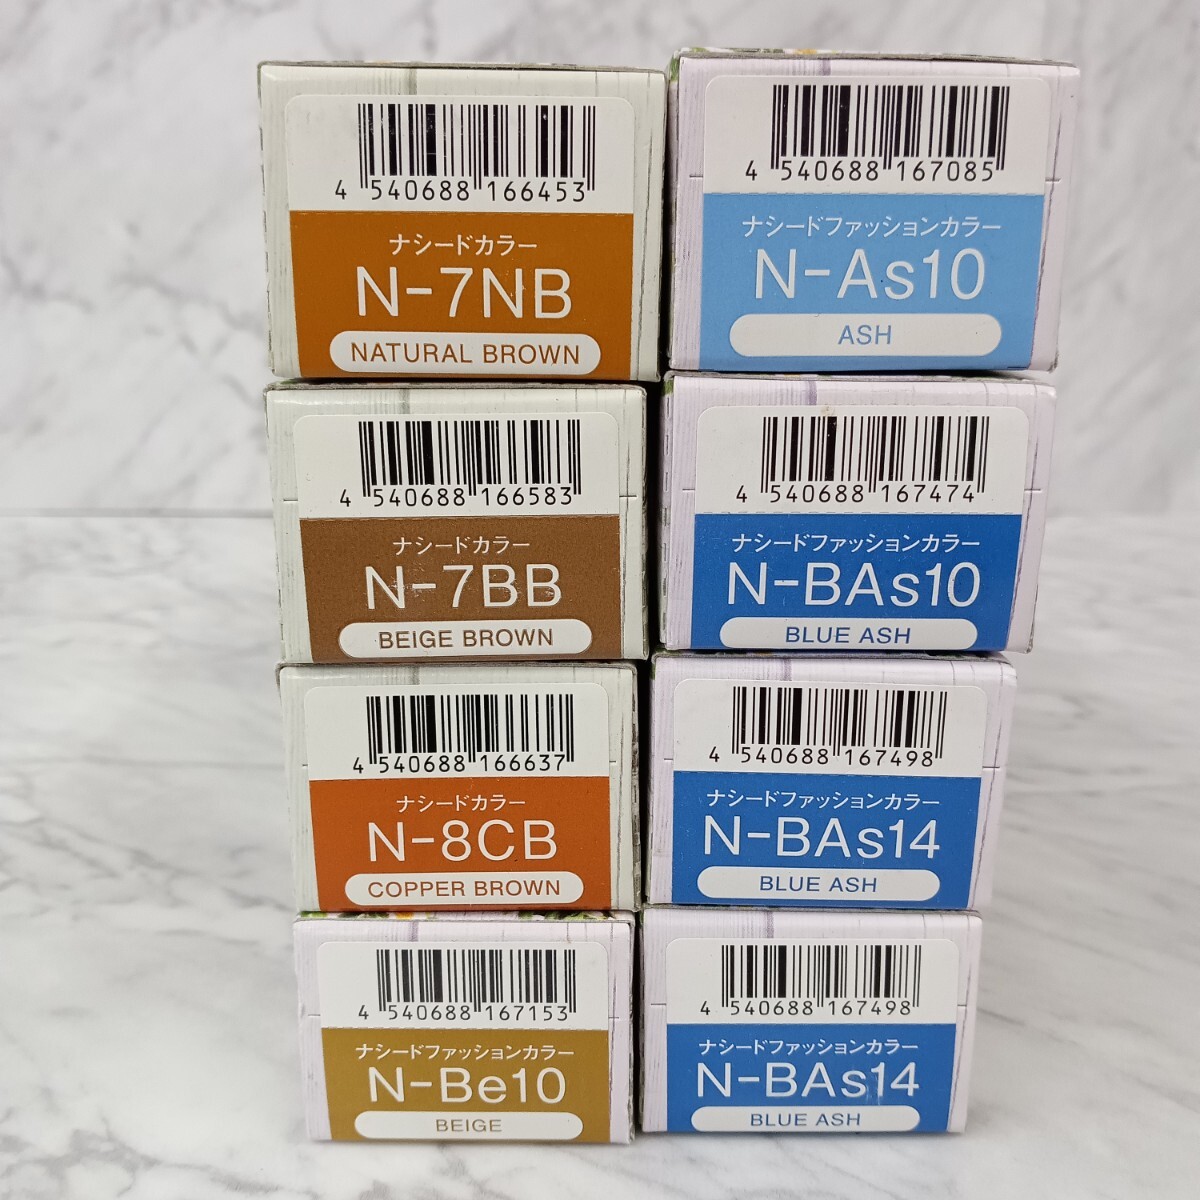 4 540688 166453
ナシードカラー
N-7NB
NATURAL BROWN
4 540688 166583
ナシードカラー
N-7BB
BEIGE BROWN
4 540688 166637
ナシードカラー
N-8CB
COPPER BROWN
4 540688 167153
ナシードファッションカラー
N-Be10
BEIGE
4 540688 167085
ナシードファッションカラー
N-As10
ASH
4 540688 167474
ナシードファッションカラー
N-BAs10
BLUE ASH
4 540688 167498
ナシードファッションカラー
N-BAs14
BLUE ASH
4 540688 167498
ナシードファッションカラー
N-BAs14
BLUE ASH